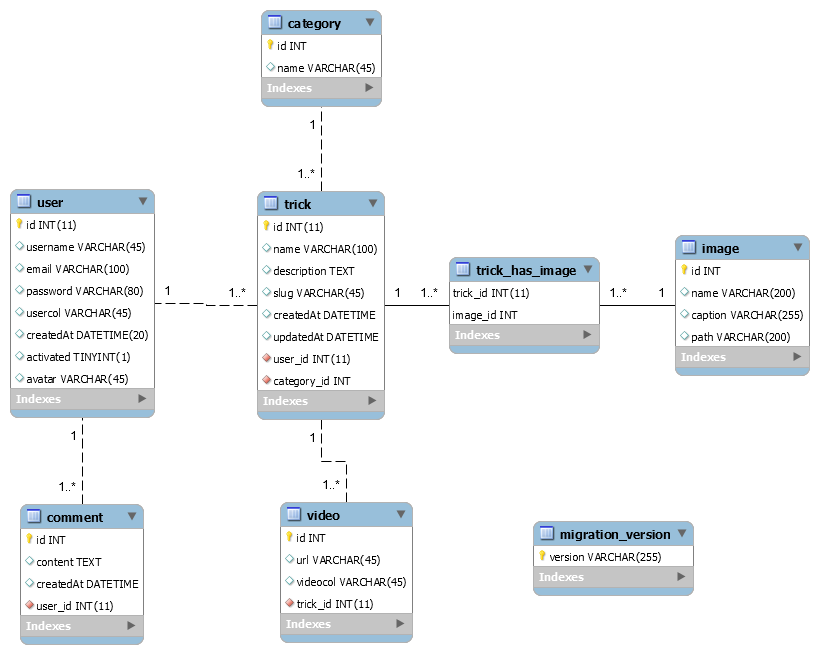 category
id INT
name VARCHAR(45)
Indexes
1
1..*
user
id INT(11)
username VARCHAR(45)
email VARCHAR(100)
password VARCHAR(80)
usercol VARCHAR(45)
createdAt DATETIME(20)
activated TINYINT(1)
avatar VARCHAR(45)
Indexes
1
1..*
trick
id INT(11)
name VARCHAR(100)
description TEXT
slug VARCHAR(45)
createdAt DATETIME
updatedAt DATETIME
user_id INT(11)
category_id INT
Indexes
1
1..*
trick_has_image
trick_id INT(11)
image_id INT
Indexes
1..*
1
image
id INT
name VARCHAR(200)
caption VARCHAR(255)
path VARCHAR(200)
Indexes
1
1..*
comment
id INT
content TEXT
createdAt DATETIME
user_id INT(11)
Indexes
1
1..*
video
id INT
url VARCHAR(45)
videocol VARCHAR(45)
trick_id INT(11)
Indexes
migration_version
version VARCHAR(255)
Indexes